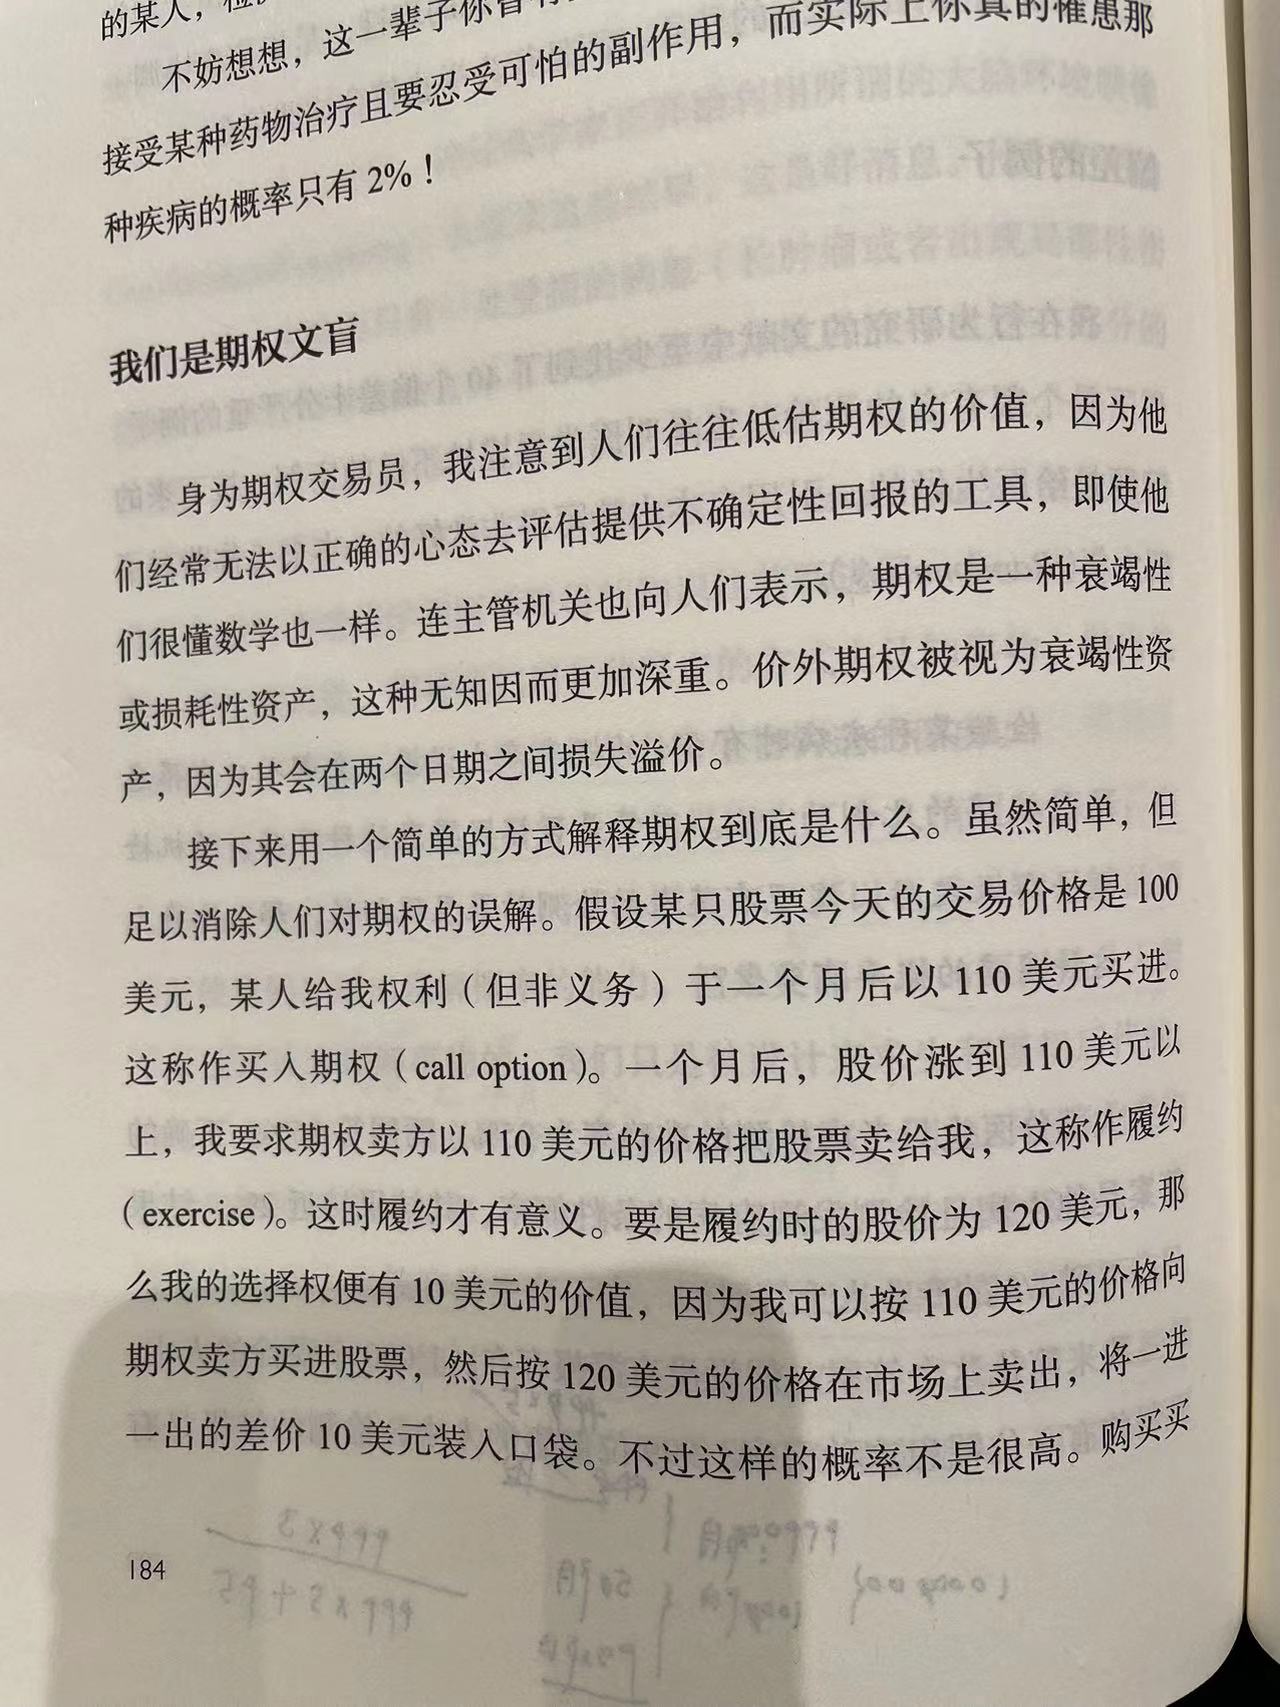 的某人，
不妨想想，这一辈子你曾有
接受某种药物治疗且要忍受可怕的副作用，而实际上你真的罹患那
种疾病的概率只有 2%！
我们是期权文盲
身为期权交易员，我注意到人们往往低估期权的价值，因为他
们经常无法以正确的心态去评估提供不确定性回报的工具，即使他
们很懂数学也一样。连主管机关也向人们表示，期权是一种衰竭性
或损耗性资产，这种无知因而更加深重。价外期权被视为衰竭性资
产，因为其会在两个日期之间损失溢价。
接下来用一个简单的方式解释期权到底是什么。虽然简单，但
足以消除人们对期权的误解。假设某只股票今天的交易价格是 100
美元，某人给我权利（但非义务）于一个月后以 110 美元买进。
这称作买入期权（call option）。一个月后，股价涨到 110 美元以
上，我要求期权卖方以 110 美元的价格把股票卖给我，这称作履约
（exercise）。这时履约才有意义。要是履约时的股价为 120 美元，那
么我的选择权便有 10 美元的价值，因为我可以按 110 美元的价格向
期权卖方买进股票，然后按 120 美元的价格在市场上卖出，将一进
一出的差价 10 美元装入口袋。不过这样的概率不是很高。购买买
184